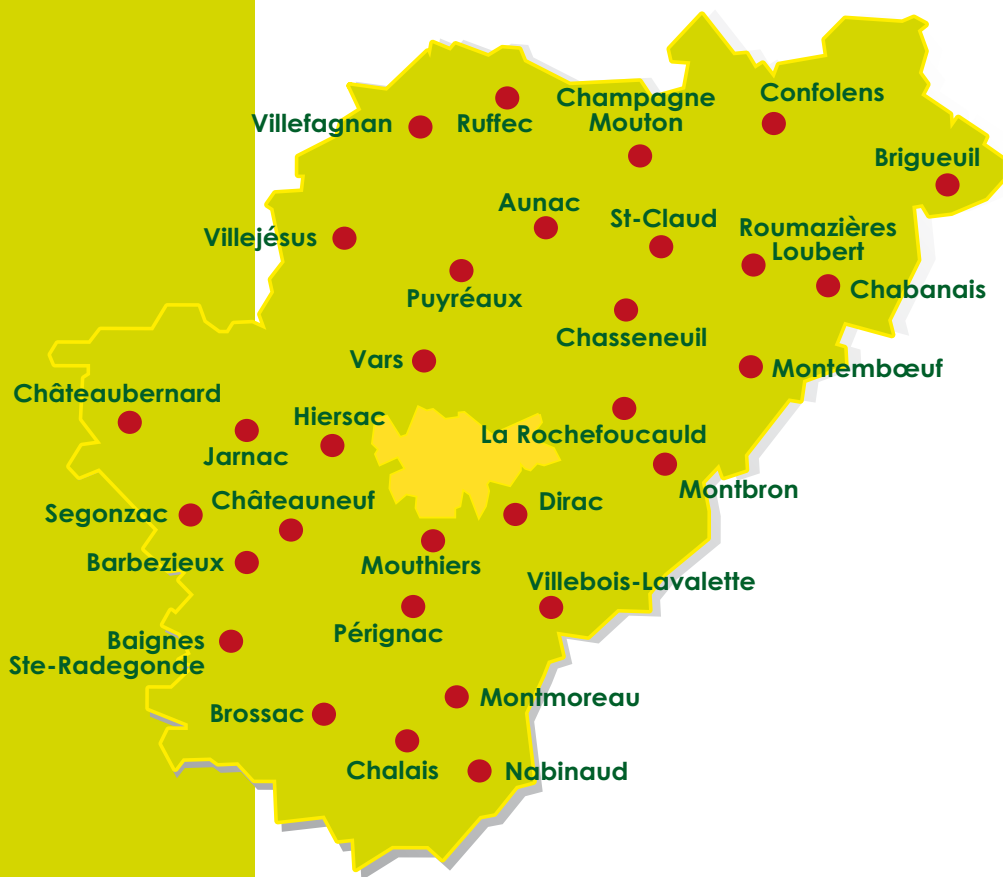 Champagne
Mouton
Confolens
Villefagnan
Ruffec
Brigueuil
Aunac
St-Claud
Villejésus
Roumazières
Loubert
Puyréaux
Chabanais
Chasseneuil
Vars
Montembœuf
Châteaubernard
Hiersac
La Rochefoucauld
Jarnac
Montbron
Châteauneuf
Dirac
Segonzac
Barbezieux
Mouthiers
Villebois-Lavalette
Pérignac
Baignes
Ste-Radegonde
Montmoreau
Brossac
Chalais
Nabinaud